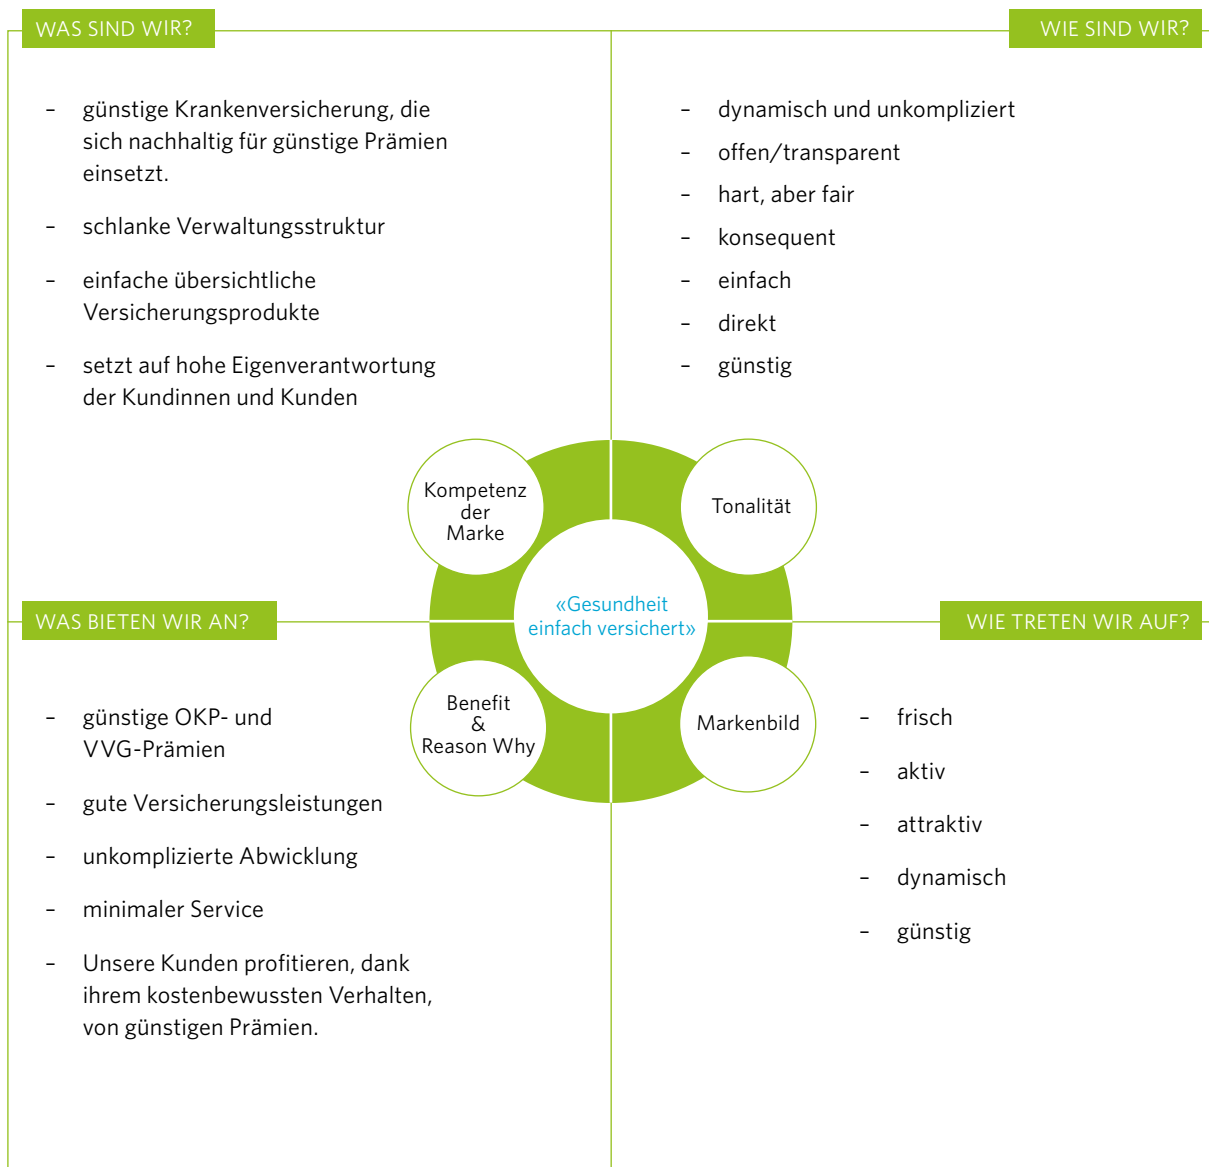 WAS SIND WIR?
– günstige Krankenversicherung, die
sich nachhaltig für günstige Prämien
einsetzt.
– schlanke Verwaltungsstruktur
– einfache übersichtliche
Versicherungsprodukte
– setzt auf hohe Eigenverantwortung
der Kundinnen und Kunden
WIE SIND WIR?
– dynamisch und unkompliziert
– offen/transparent
– hart, aber fair
– konsequent
– einfach
– direkt
– günstig
Kompetenz
der
Marke
Tonalität
«Gesundheit
einfach versichert»
Benefit
&
Reason Why
Markenbild
WAS BIETEN WIR AN?
– günstige OKP- und
VVG-Prämien
– gute Versicherungsleistungen
– unkomplizierte Abwicklung
– minimaler Service
– Unsere Kunden profitieren, dank
ihrem kostenbewussten Verhalten,
von günstigen Prämien.
WIE TRETEN WIR AUF?
– frisch
– aktiv
– attraktiv
– dynamisch
– günstig